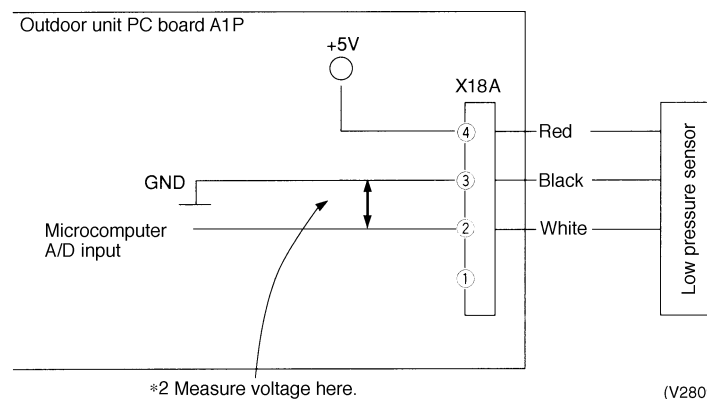 Outdoor unit PC board A1P
+5V
X18A
④ Red
GND
③ Black
Microcomputer
A/D input
② White
①
Low pressure sensor
*2 Measure voltage here.
(V280